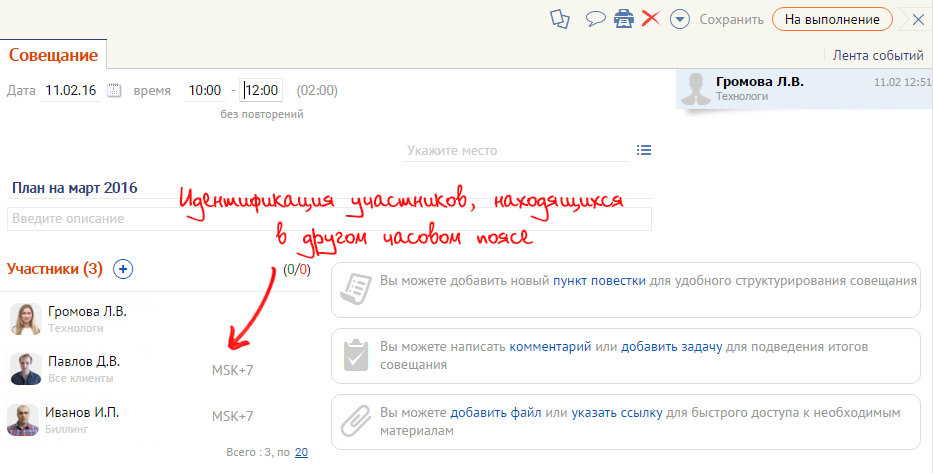 Сохранить На выполнение
Совещание
Лента событий
Дата 11.02.16 время 10:00 - 12:00 (02:00)
без повторений
Громова Л.В. 11.02 12:51
Технологи
Укажите место
План на март 2016
Введите описание
Идентификация участников, находящихся
в другом часовом поясе
Участники (3) (0/0)
Громова Л.В.
Технологи
Павлов Д.В.
Все клиенты
MSK+7
Иванов И.П.
Биллинг
MSK+7
Всего : 3, по 20
Вы можете добавить новый пункт повестки для удобного структурирования совещания
Вы можете написать комментарий или добавить задачу для подведения итогов
совещания
Вы можете добавить файл или указать ссылку для быстрого доступа к необходимым
материалам